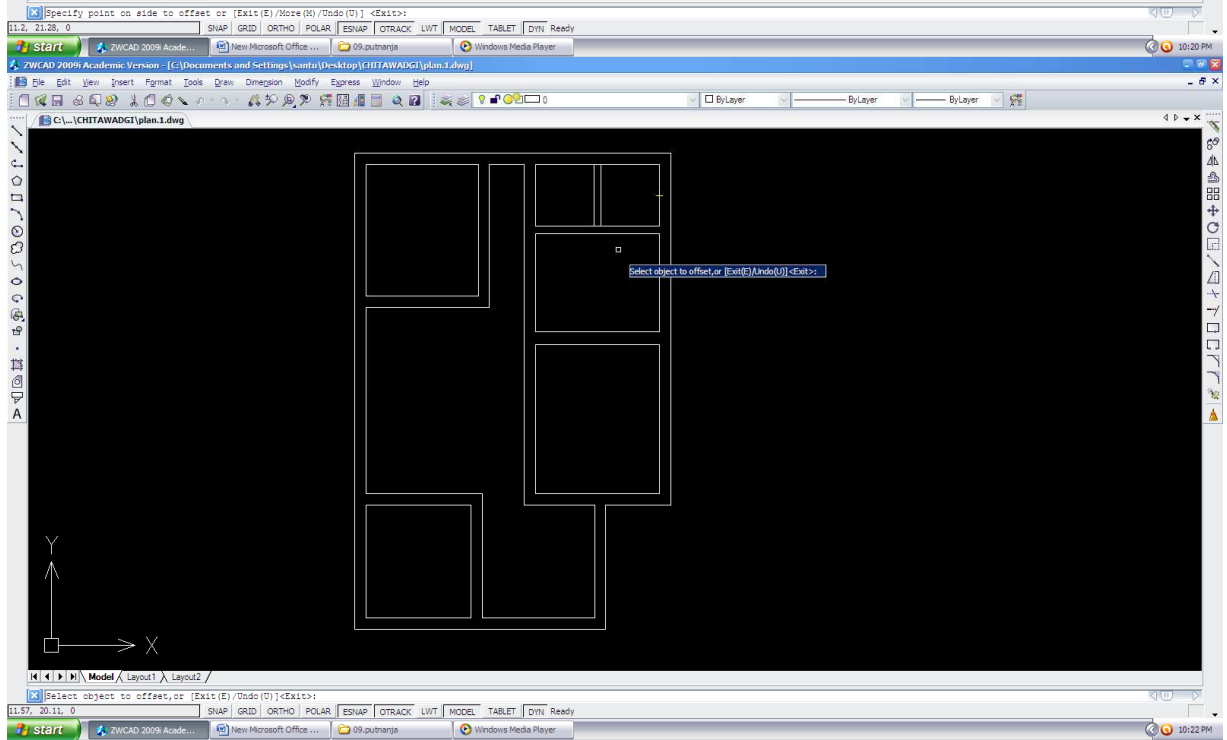 Specify point on side to offset or [Exit(E)/More(M)/Undo(U)] <Exit>:
11.2, 21.28, 0 SNAP GRID ORTHO POLAR ESNAP OTRACK LWT MODEL TABLET DYN Ready
start ZWCAD 2009i Acade... New Microsoft Office ... 09.putnanja Windows Media Player 10:20 PM
ZWCAD 2009i Academic Version - [C:\Documents and Settings\santu\Desktop\CHITAWADGI\plan.1.dwg]
File Edit View Insert Format Tools Draw Dimension Modify Express Window Help
0 ByLayer ByLayer ByLayer
C:\...\CHITAWADGI\plan.1.dwg
Select object to offset,or [Exit(E)/Undo(U)]<Exit>:
Y
X
A
Model Layout1 Layout2
Select object to offset,or [Exit(E)/Undo(U)]<Exit>:
11.57, 20.11, 0 SNAP GRID ORTHO POLAR ESNAP OTRACK LWT MODEL TABLET DYN Ready
start ZWCAD 2009i Acade... New Microsoft Office ... 09.putnanja Windows Media Player 10:22 PM